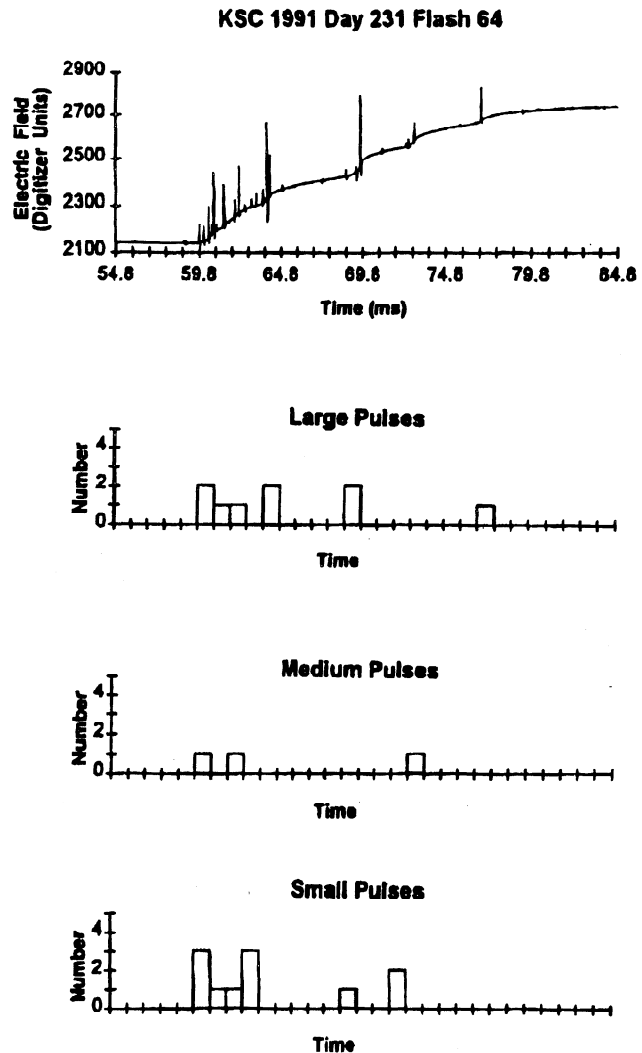 KSC 1991 Day 231 Flash 64
Electric Field
(Digitizer Units)
2900
2700
2500
2300
2100
54.8 59.8 64.8 69.8 74.8 79.8 84.8
Time (ms)
Large Pulses
Number
4
2
0
Time
Medium Pulses
Number
4
2
0
Time
Small Pulses
Number
4
2
0
Time